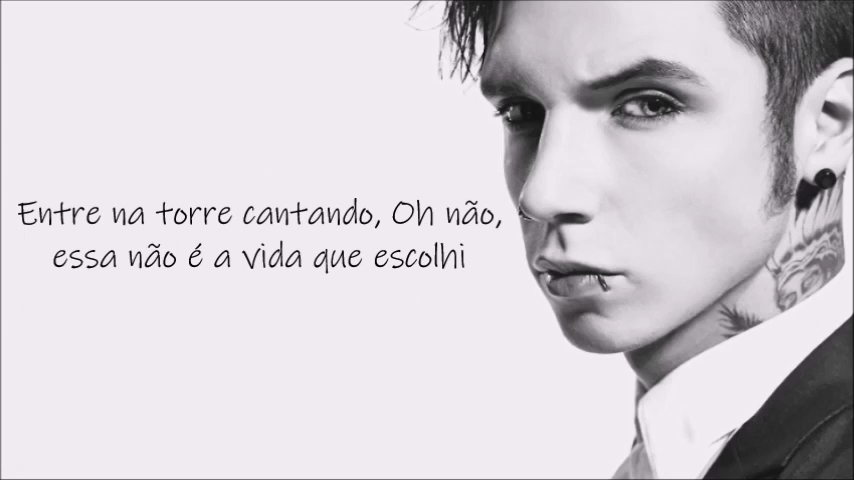 Entre na torre cantando, Oh não,
essa não é a vida que escolhi